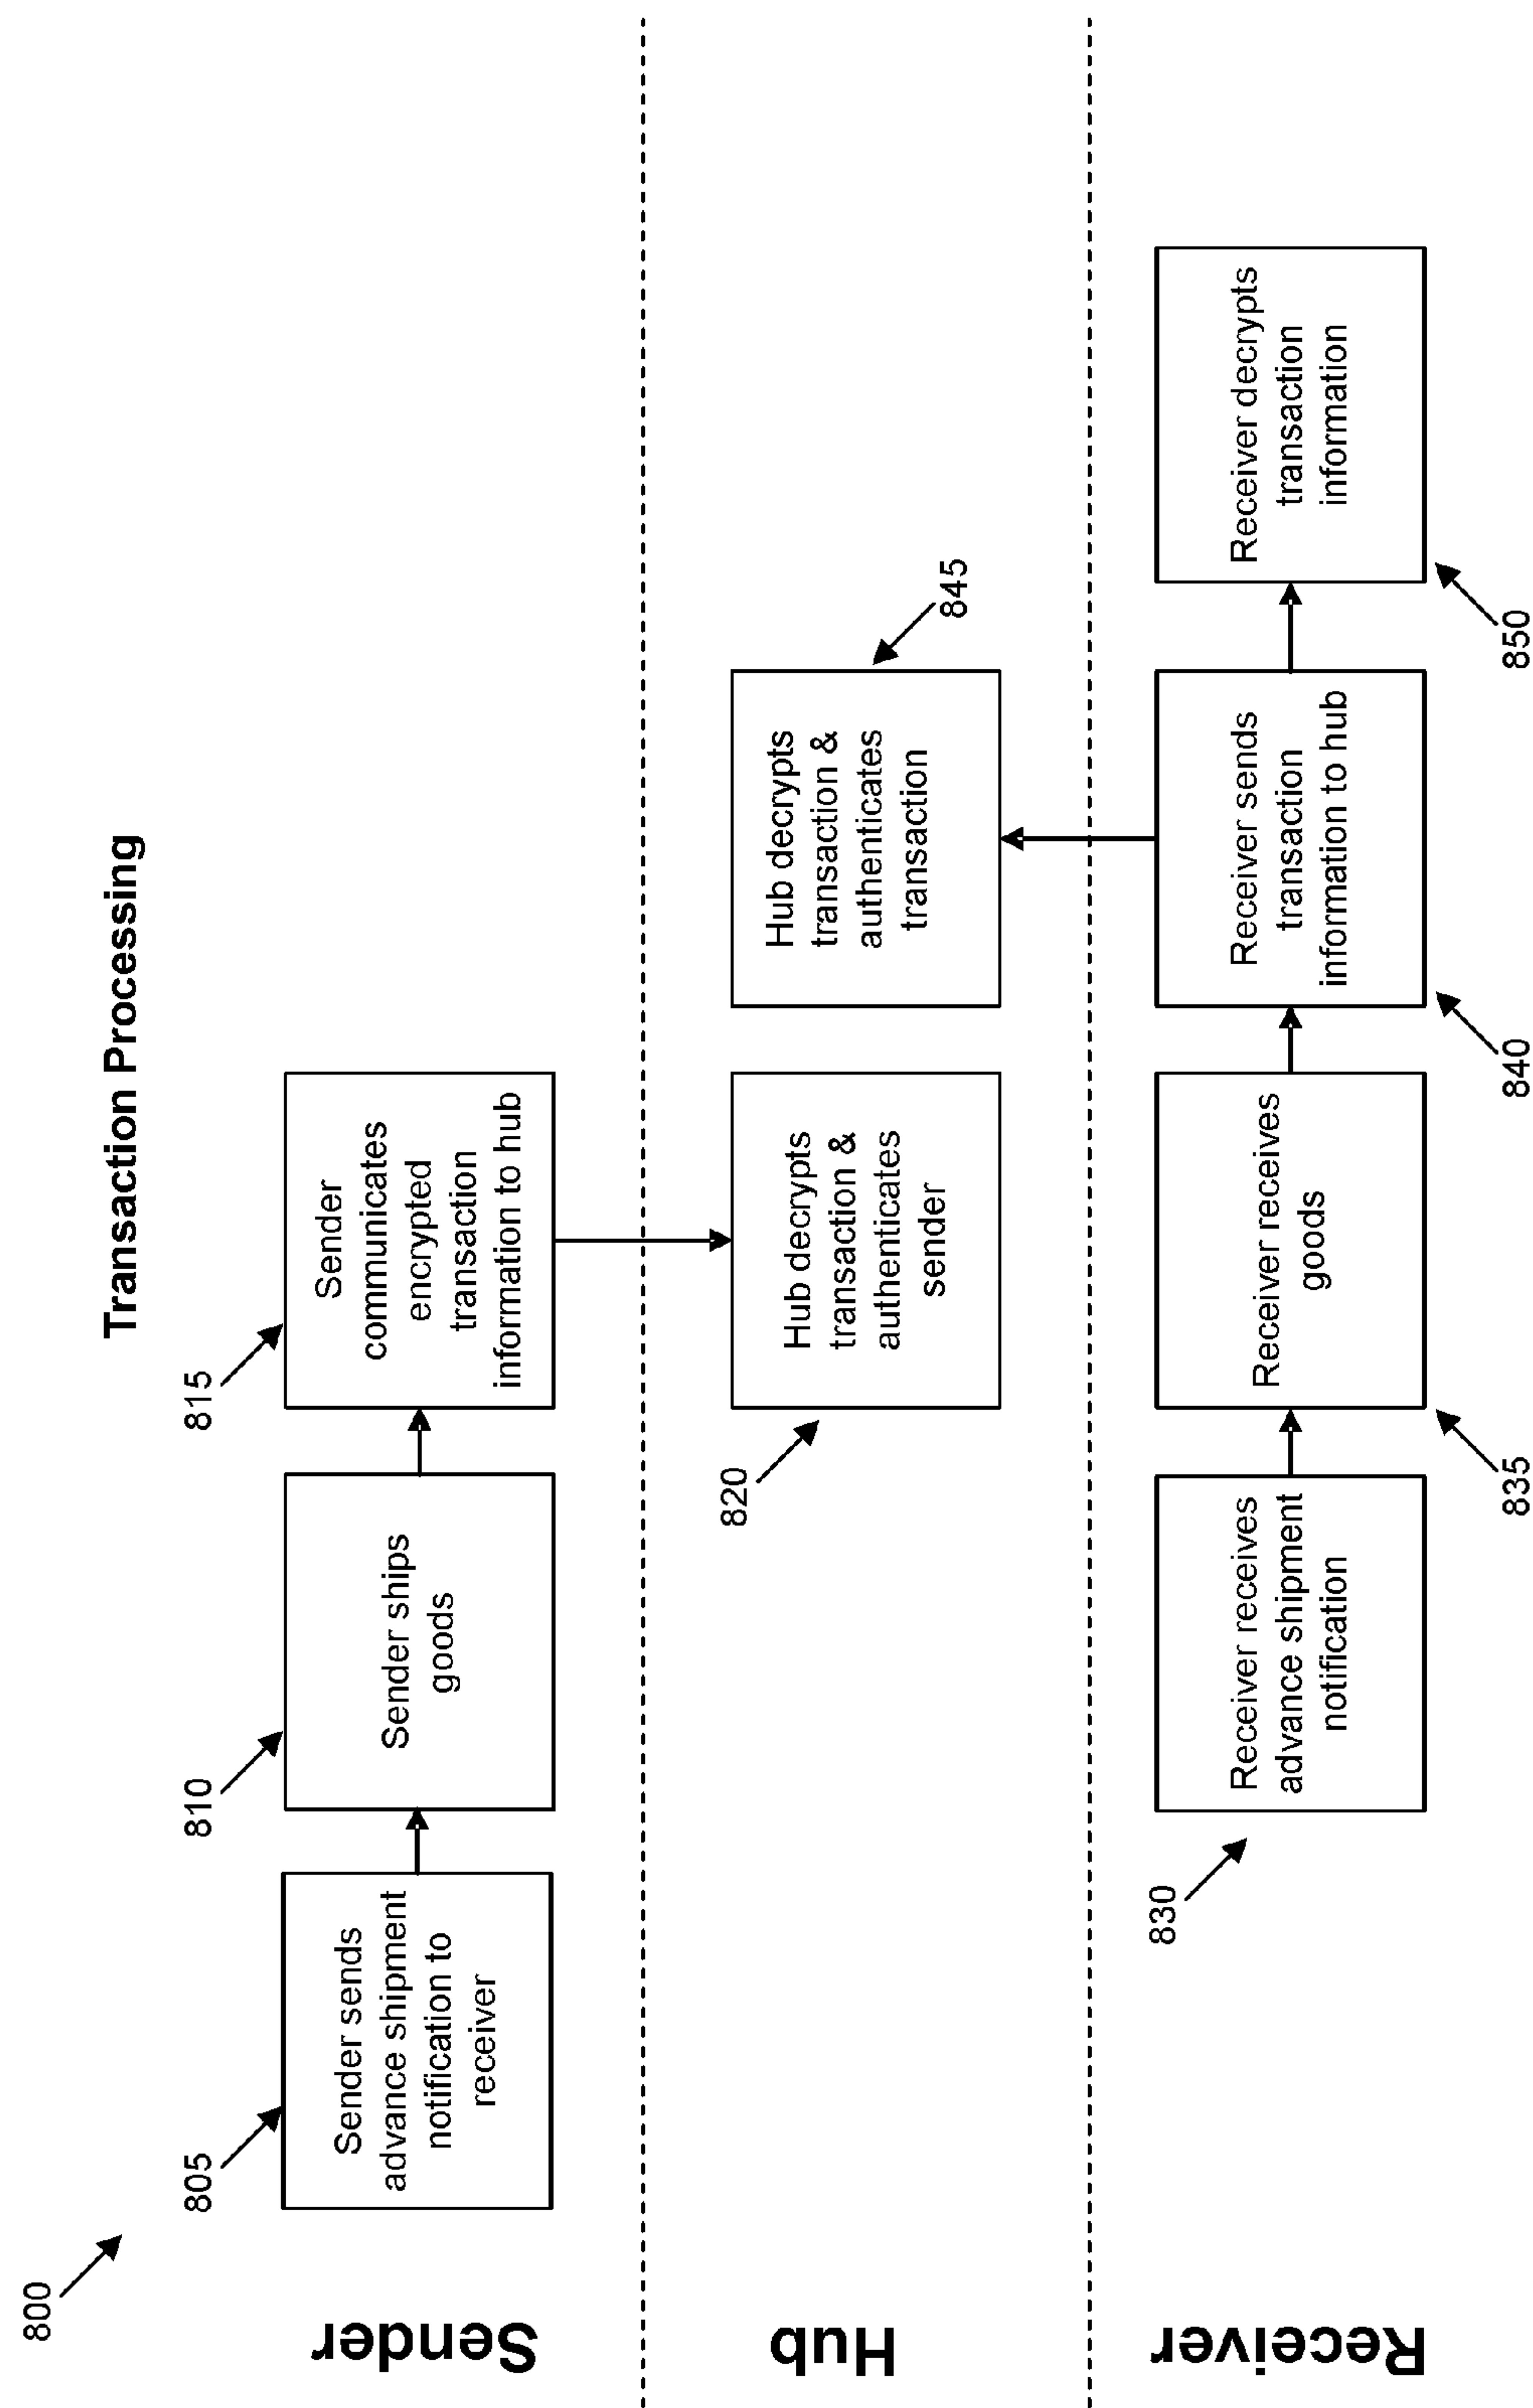 Transaction Processing
800
Sender
805
Sender sends
advance shipment
notification to
receiver
810
Sender ships
goods
815
Sender
communicates
encrypted
transaction
information to hub
Hub
820
Hub decrypts
transaction &
authenticates
sender
845
Hub decrypts
transaction &
authenticates
transaction
Receiver
830
Receiver receives
advance shipment
notification
835
Receiver receives
goods
840
Receiver sends
transaction
information to hub
850
Receiver decrypts
transaction
information